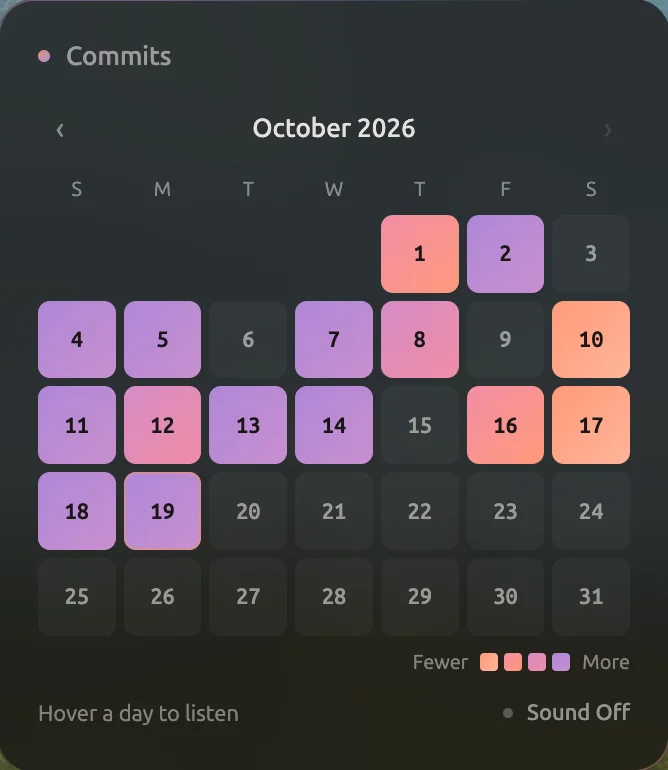 Commits
‹ October 2026 ›
S M T W T F S
1 2 3
4 5 6 7 8 9 10
11 12 13 14 15 16 17
18 19 20 21 22 23 24
25 26 27 28 29 30 31
Fewer More
Hover a day to listen Sound Off